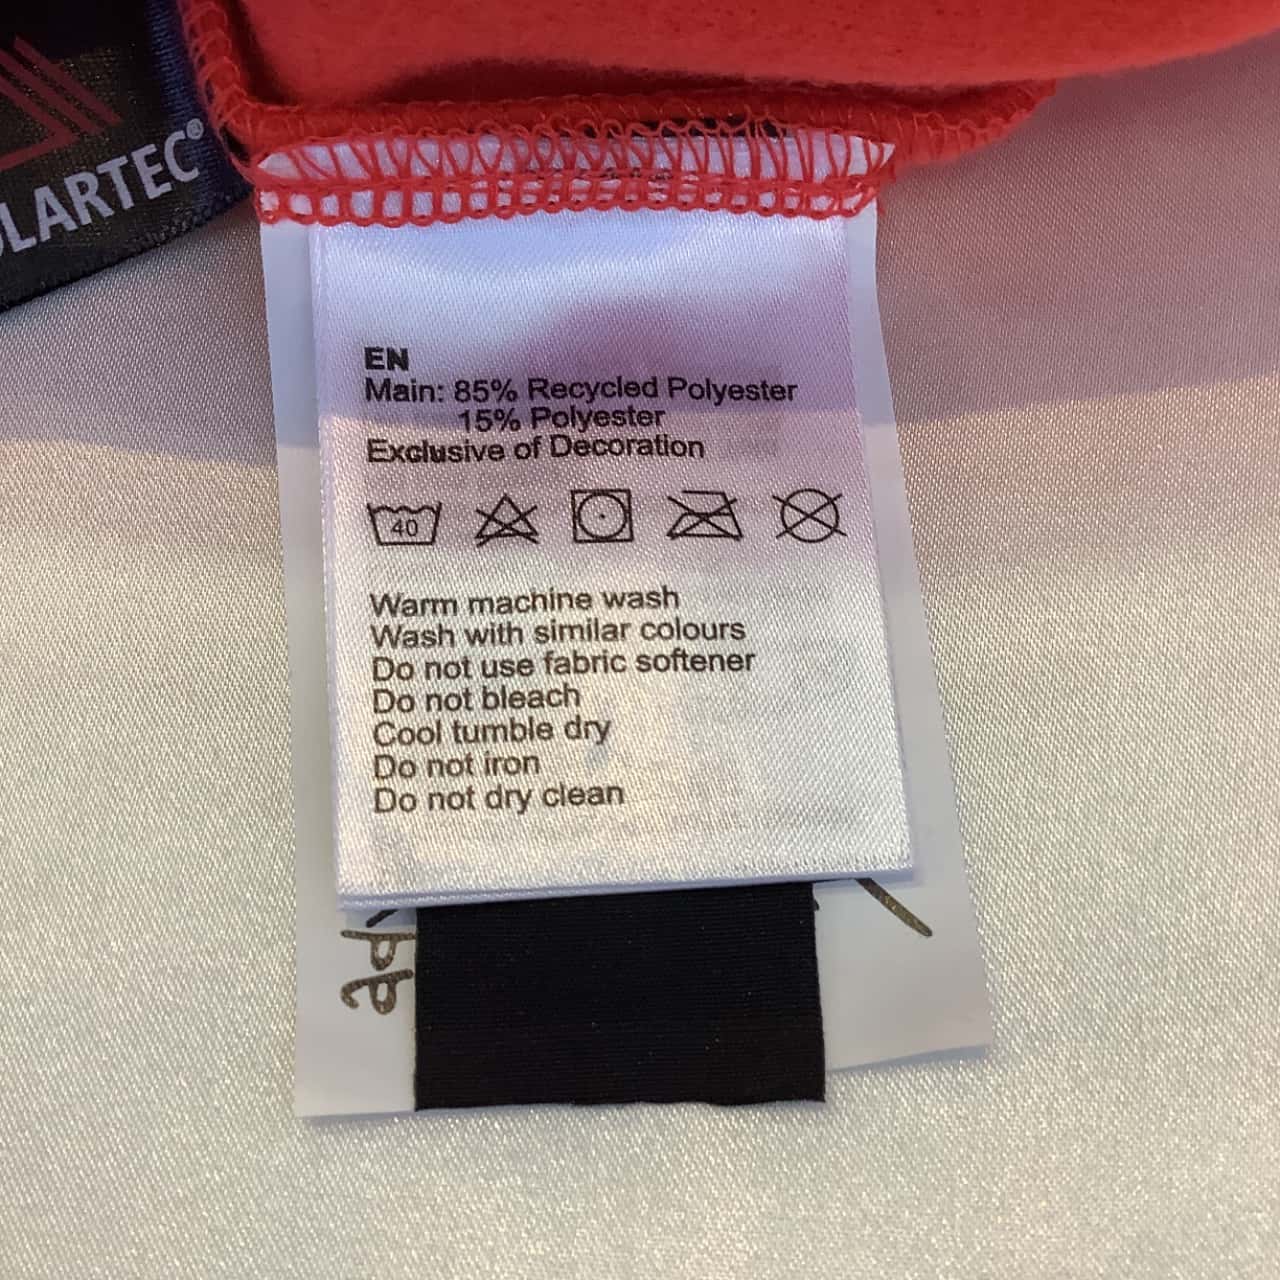 LARTEC®
EN
Main: 85% Recycled Polyester
15% Polyester
Exclusive of Decoration
40
Warm machine wash
Wash with similar colours
Do not use fabric softener
Do not bleach
Cool tumble dry
Do not iron
Do not dry clean